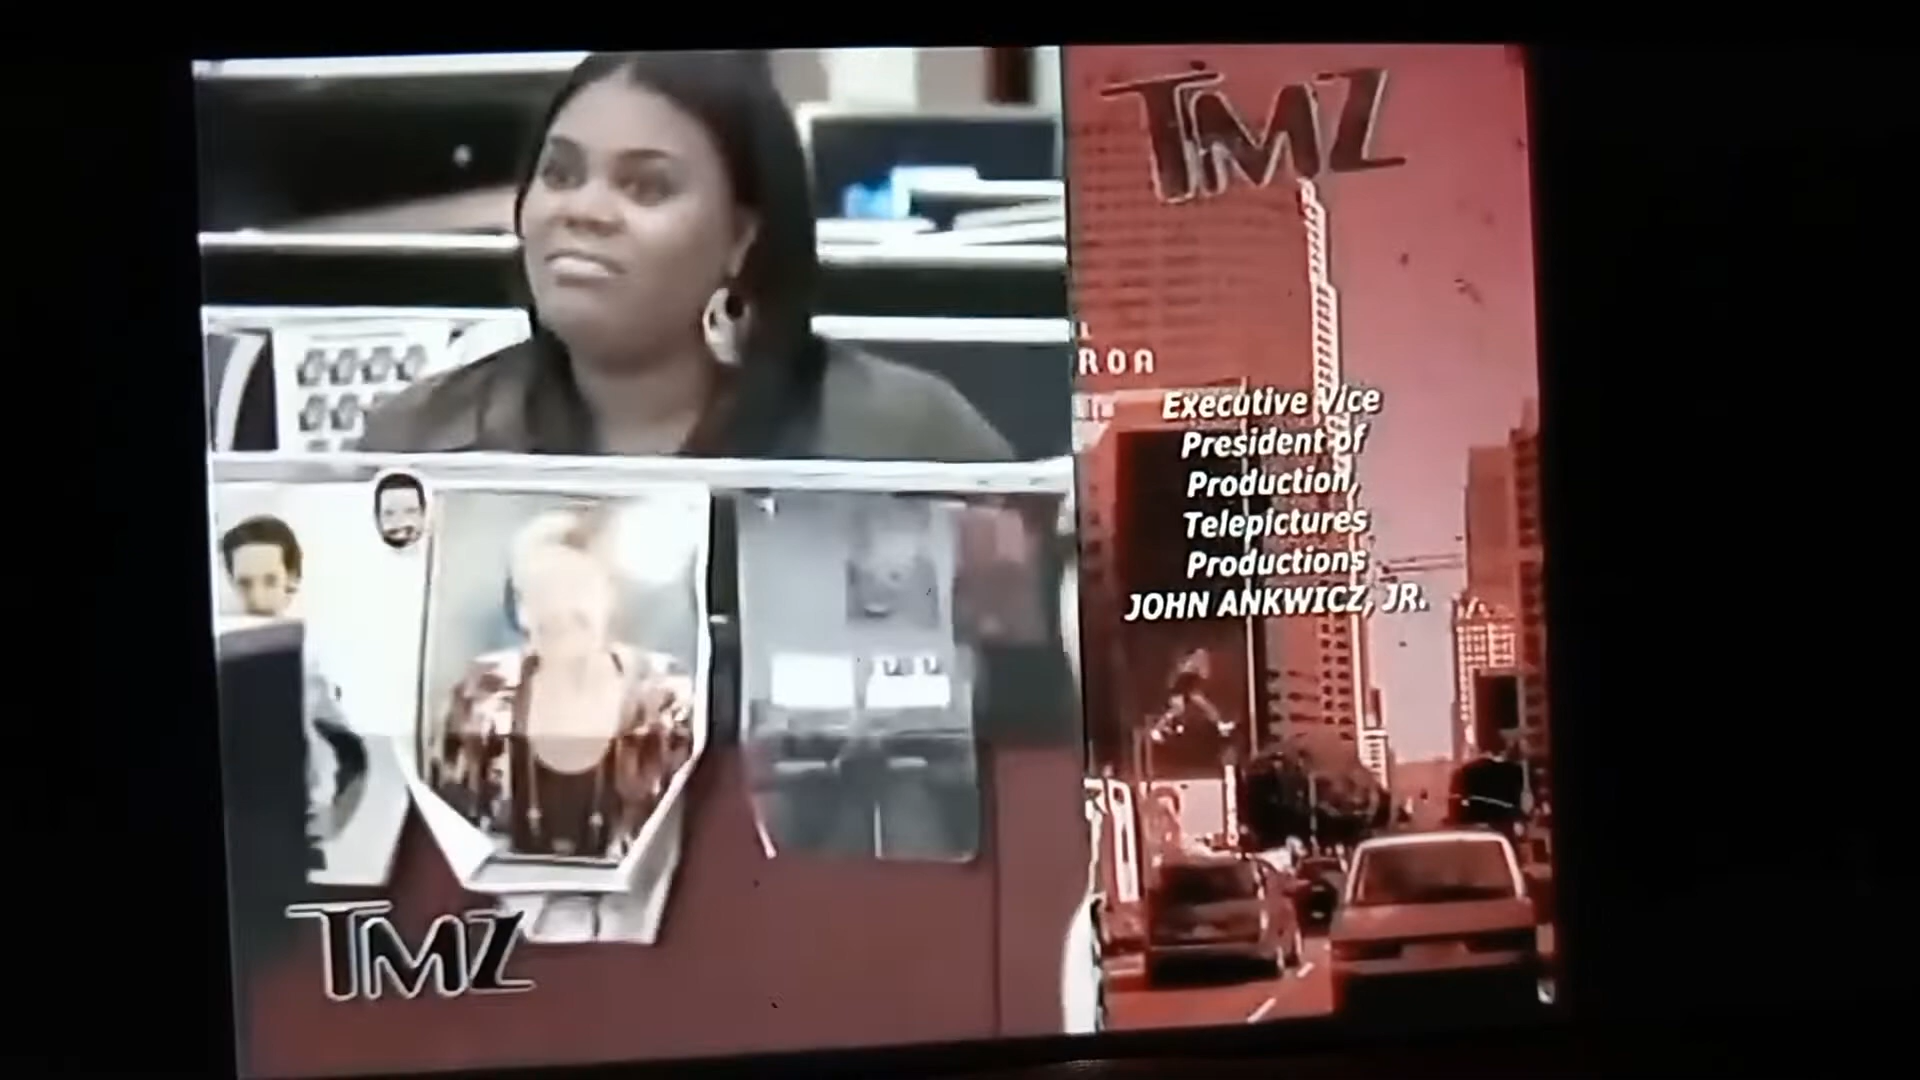 TMZ
ROA
Executive Vice
President of
Production,
Telepictures
Productions
JOHN ANKWICZ, JR.
TMZ